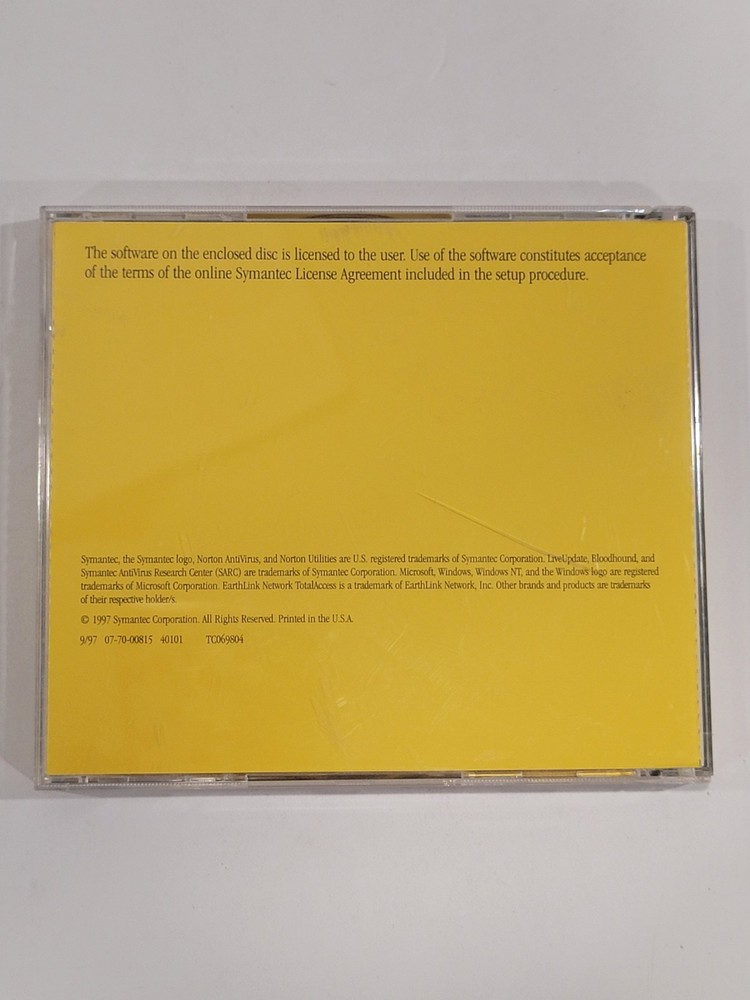 The software on the enclosed disc is licensed to the user. Use of the software constitutes acceptance
of the terms of the online Symantec License Agreement included in the setup procedure.
Symantec, the Symantec logo, Norton AntiVirus, and Norton Utilities are U.S. registered trademarks of Symantec Corporation. LiveUpdate, Bloodhound, and
Symantec AntiVirus Research Center (SARC) are trademarks of Symantec Corporation. Microsoft, Windows, Windows NT, and the Windows logo are registered
trademarks of Microsoft Corporation. EarthLink Network TotalAccess is a trademark of EarthLink Network, Inc. Other brands and products are trademarks
of their respective holder/s.
© 1997 Symantec Corporation. All Rights Reserved. Printed in the U.S.A.
9/97 07-70-00815 40101 TC069804